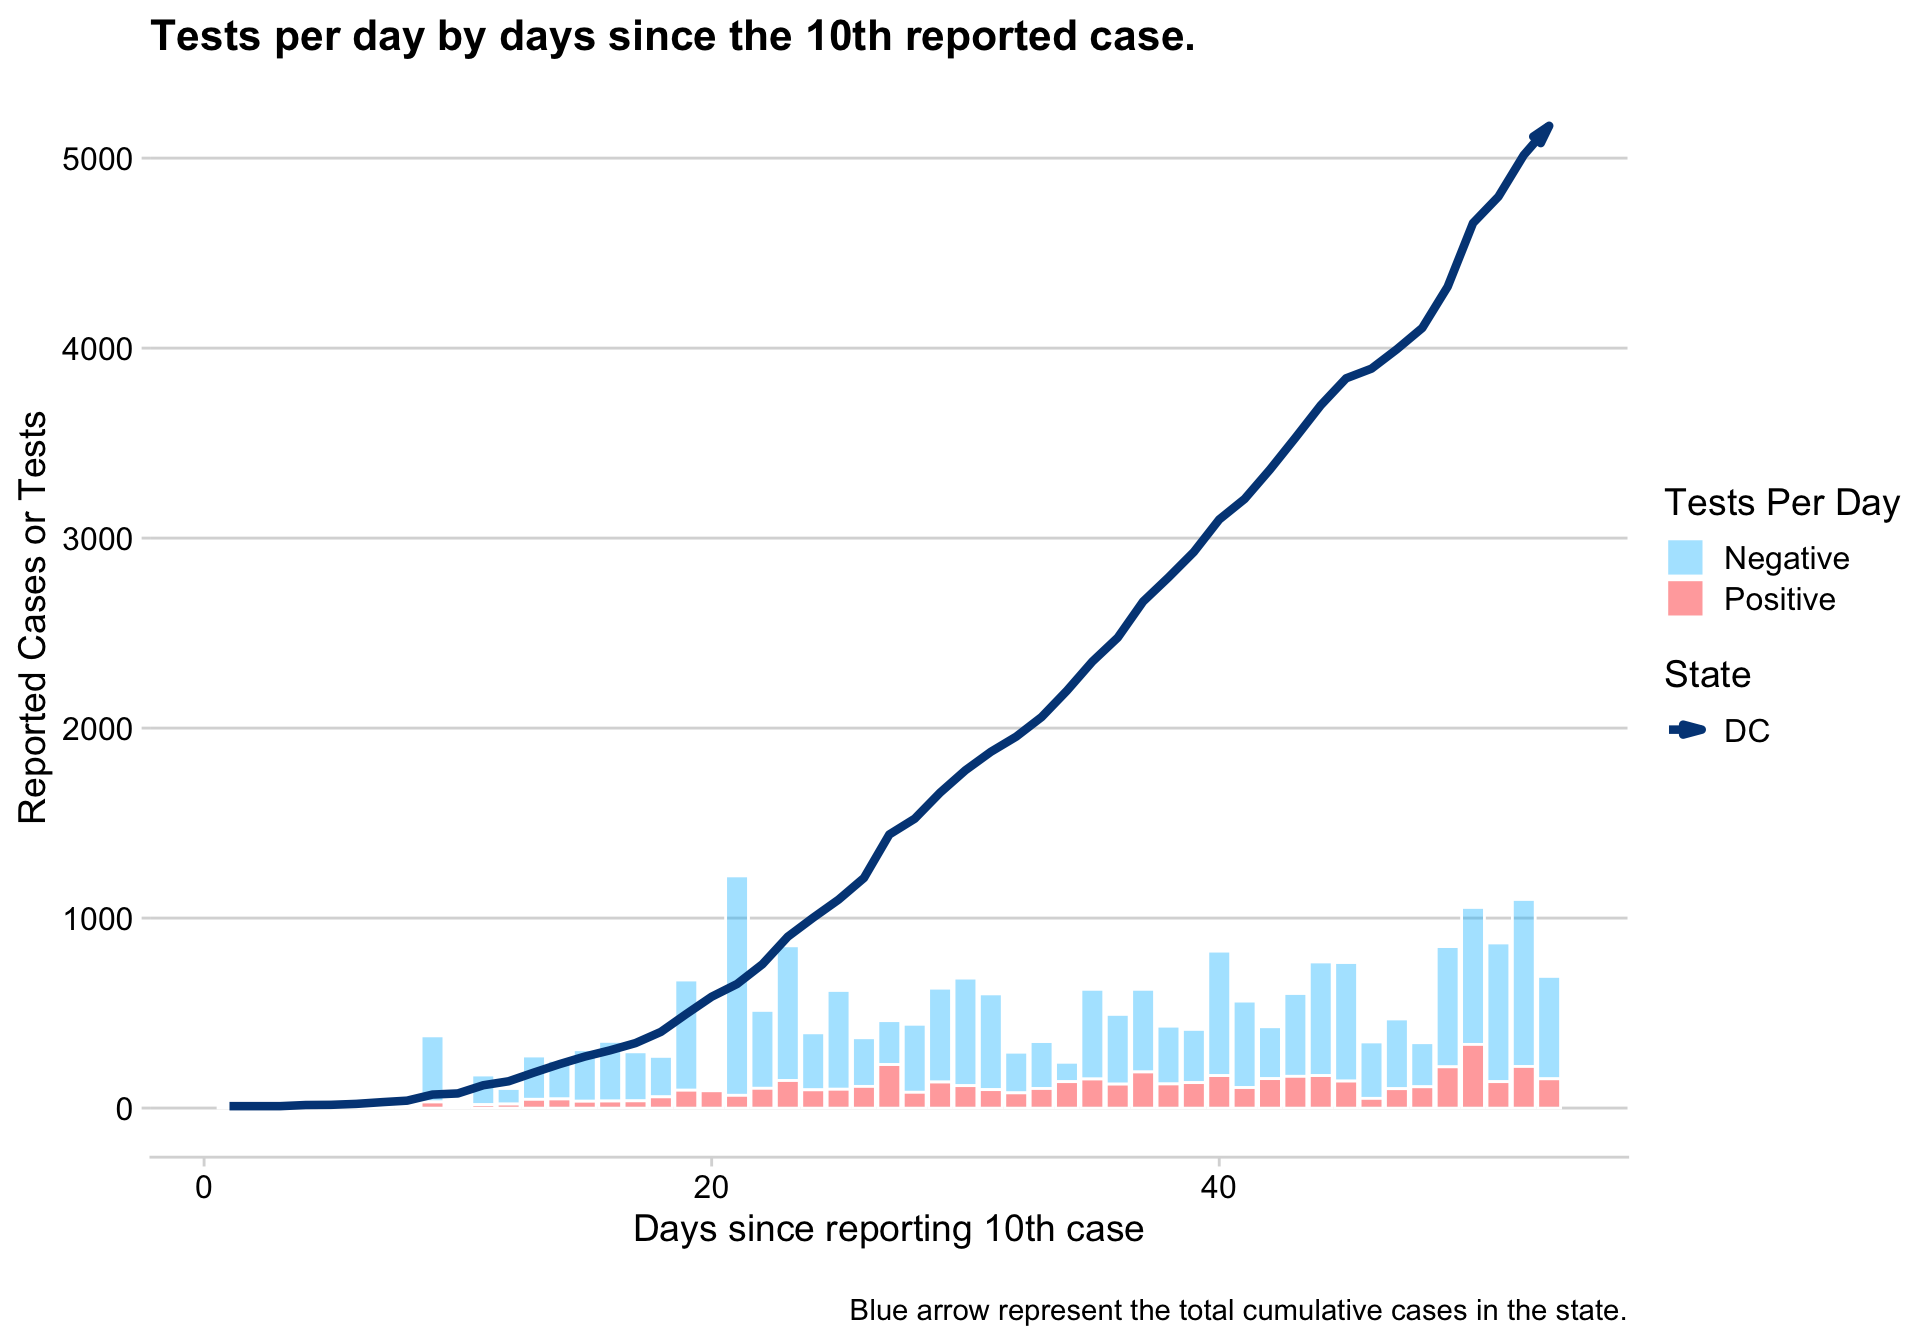 Tests per day by days since the 10th reported case.
5000
4000
3000
2000
1000
0
Reported Cases or Tests
0 20 40
Days since reporting 10th case
Tests Per Day
Negative
Positive
State
DC
Blue arrow represent the total cumulative cases in the state.